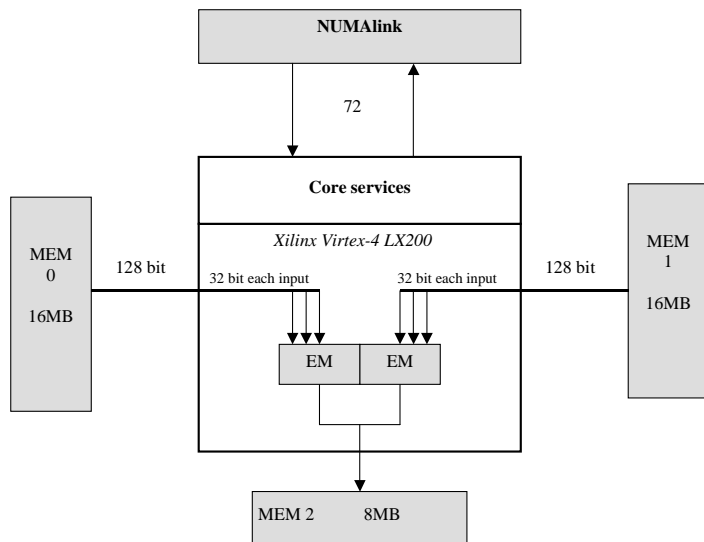 NUMAlink
72
Core services
Xilinx Virtex-4 LX200
MEM
0
16MB
128 bit
32 bit each input
32 bit each input
128 bit
MEM
1
16MB
EM
EM
MEM 2 8MB